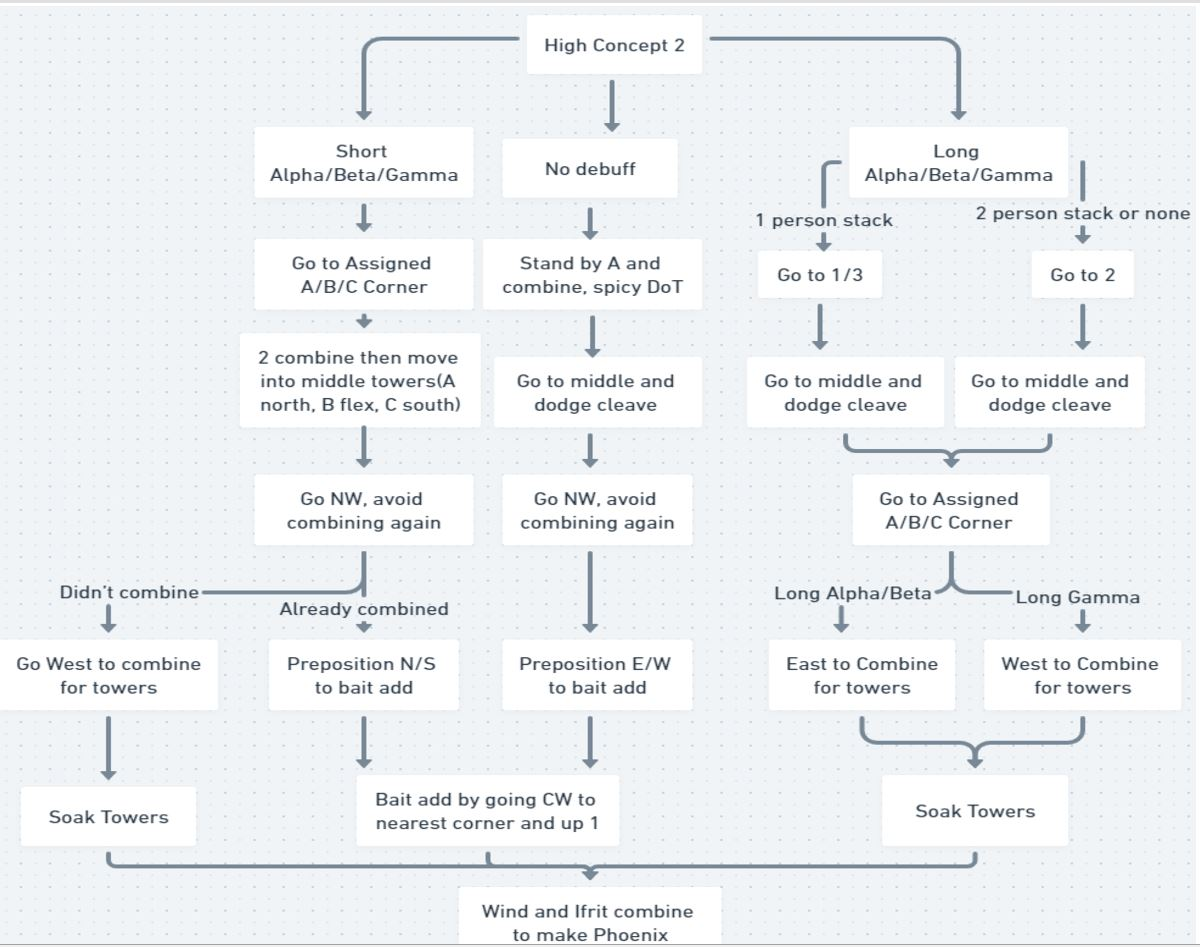 High Concept 2
Short
Alpha/Beta/Gamma
No debuff
Long
Alpha/Beta/Gamma
1 person stack
2 person stack or none
Go to Assigned
A/B/C Corner
Stand by A and
combine, spicy DoT
Go to 1/3
Go to 2
2 combine then move
into middle towers(A
north, B flex, C south)
Go to middle and
dodge cleave
Go to middle and
dodge cleave
Go to middle and
dodge cleave
Go NW, avoid
combining again
Go NW, avoid
combining again
Go to Assigned
A/B/C Corner
Didn't combine
Already combined
Long Alpha/Beta
Long Gamma
Go West to combine
for towers
Preposition N/S
to bait add
Preposition E/W
to bait add
East to Combine
for towers
West to Combine
for towers
Soak Towers
Bait add by going CW to
nearest corner and up 1
Soak Towers
Wind and Ifrit combine
to make Phoenix